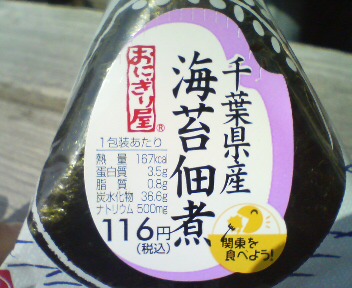 千葉県産
海苔佃煮
おにぎり屋®
1包装あたり
熱量 167kcal
蛋白質 3.5g
脂質 0.8g
炭水化物 36.6g
ナトリウム 500mg
116円
(税込)
関東を
食べよう!